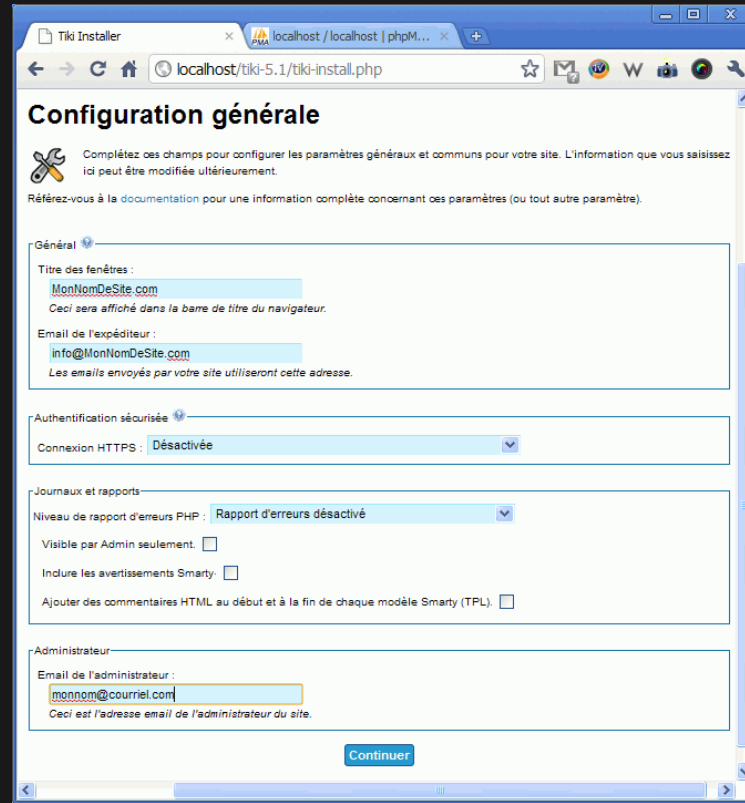 Tiki Installer
localhost / localhost | phpM...
localhost/tiki-5.1/tiki-install.php
Configuration générale
Complétez ces champs pour configurer les paramètres généraux et communs pour votre site. L'information que vous saisissez
ici peut être modifiée ultérieurement.
Référez-vous à la documentation pour une information complète concernant ces paramètres (ou tout autre paramètre).
Général
Titre des fenêtres :
MonNomDeSite.com
Ceci sera affiché dans la barre de titre du navigateur.
Email de l'expéditeur :
info@MonNomDeSite.com
Les emails envoyés par votre site utiliseront cette adresse.
Authentification sécurisée
Connexion HTTPS : Désactivée
Journaux et rapports
Niveau de rapport d'erreurs PHP : Rapport d'erreurs désactivé
Visible par Admin seulement.
Inclure les avertissements Smarty·
Ajouter des commentaires HTML au début et à la fin de chaque modèle Smarty (TPL).
Administrateur
Email de l'administrateur :
monnom@courriel.com
Ceci est l'adresse email de l'administrateur du site.
Continuer